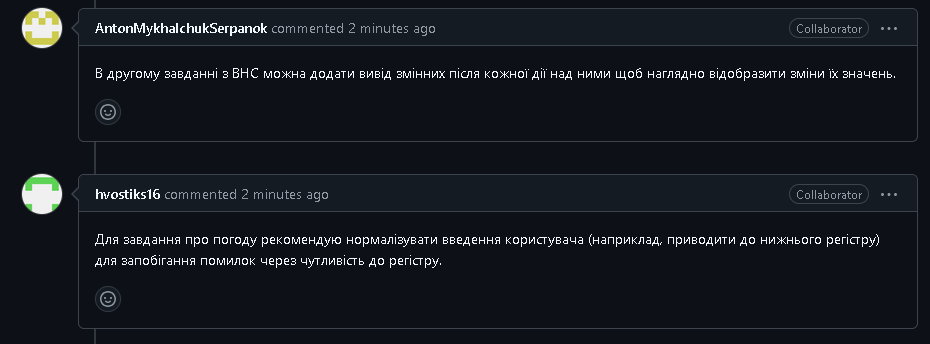 AntonMykhalchukSerpanok commented 2 minutes ago Collaborator
В другому завданні з ВНС можна додати вивід змінних після кожної дії над ними щоб наглядно відобразити зміни їх значень.
hvostiks16 commented 2 minutes ago Collaborator
Для завдання про погоду рекомендую нормалізувати введення користувача (наприклад, приводити до нижнього регістру)
для запобігання помилок через чутливість до регістру.